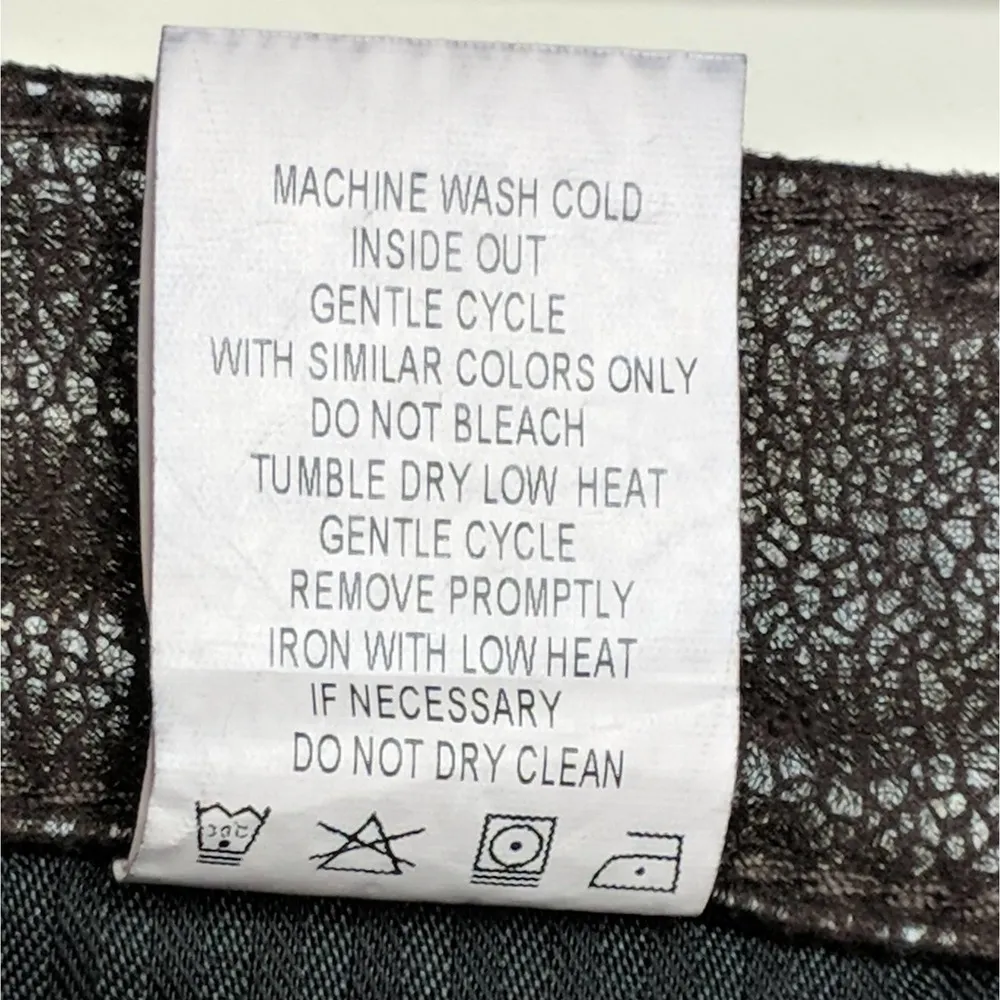 MACHINE WASH COLD
INSIDE OUT
GENTLE CYCLE
WITH SIMILAR COLORS ONLY
DO NOT BLEACH
TUMBLE DRY LOW HEAT
GENTLE CYCLE
REMOVE PROMPTLY
IRON WITH LOW HEAT
IF NECESSARY
DO NOT DRY CLEAN
30C